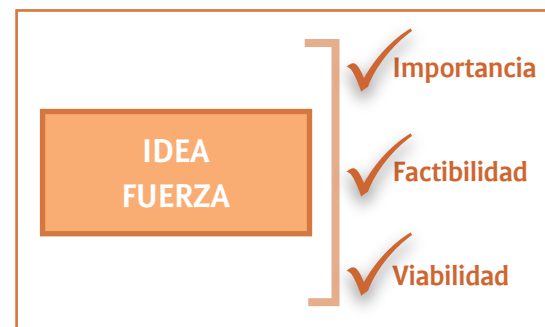 IDEA
FUERZA
Importancia
Factibilidad
Viabilidad